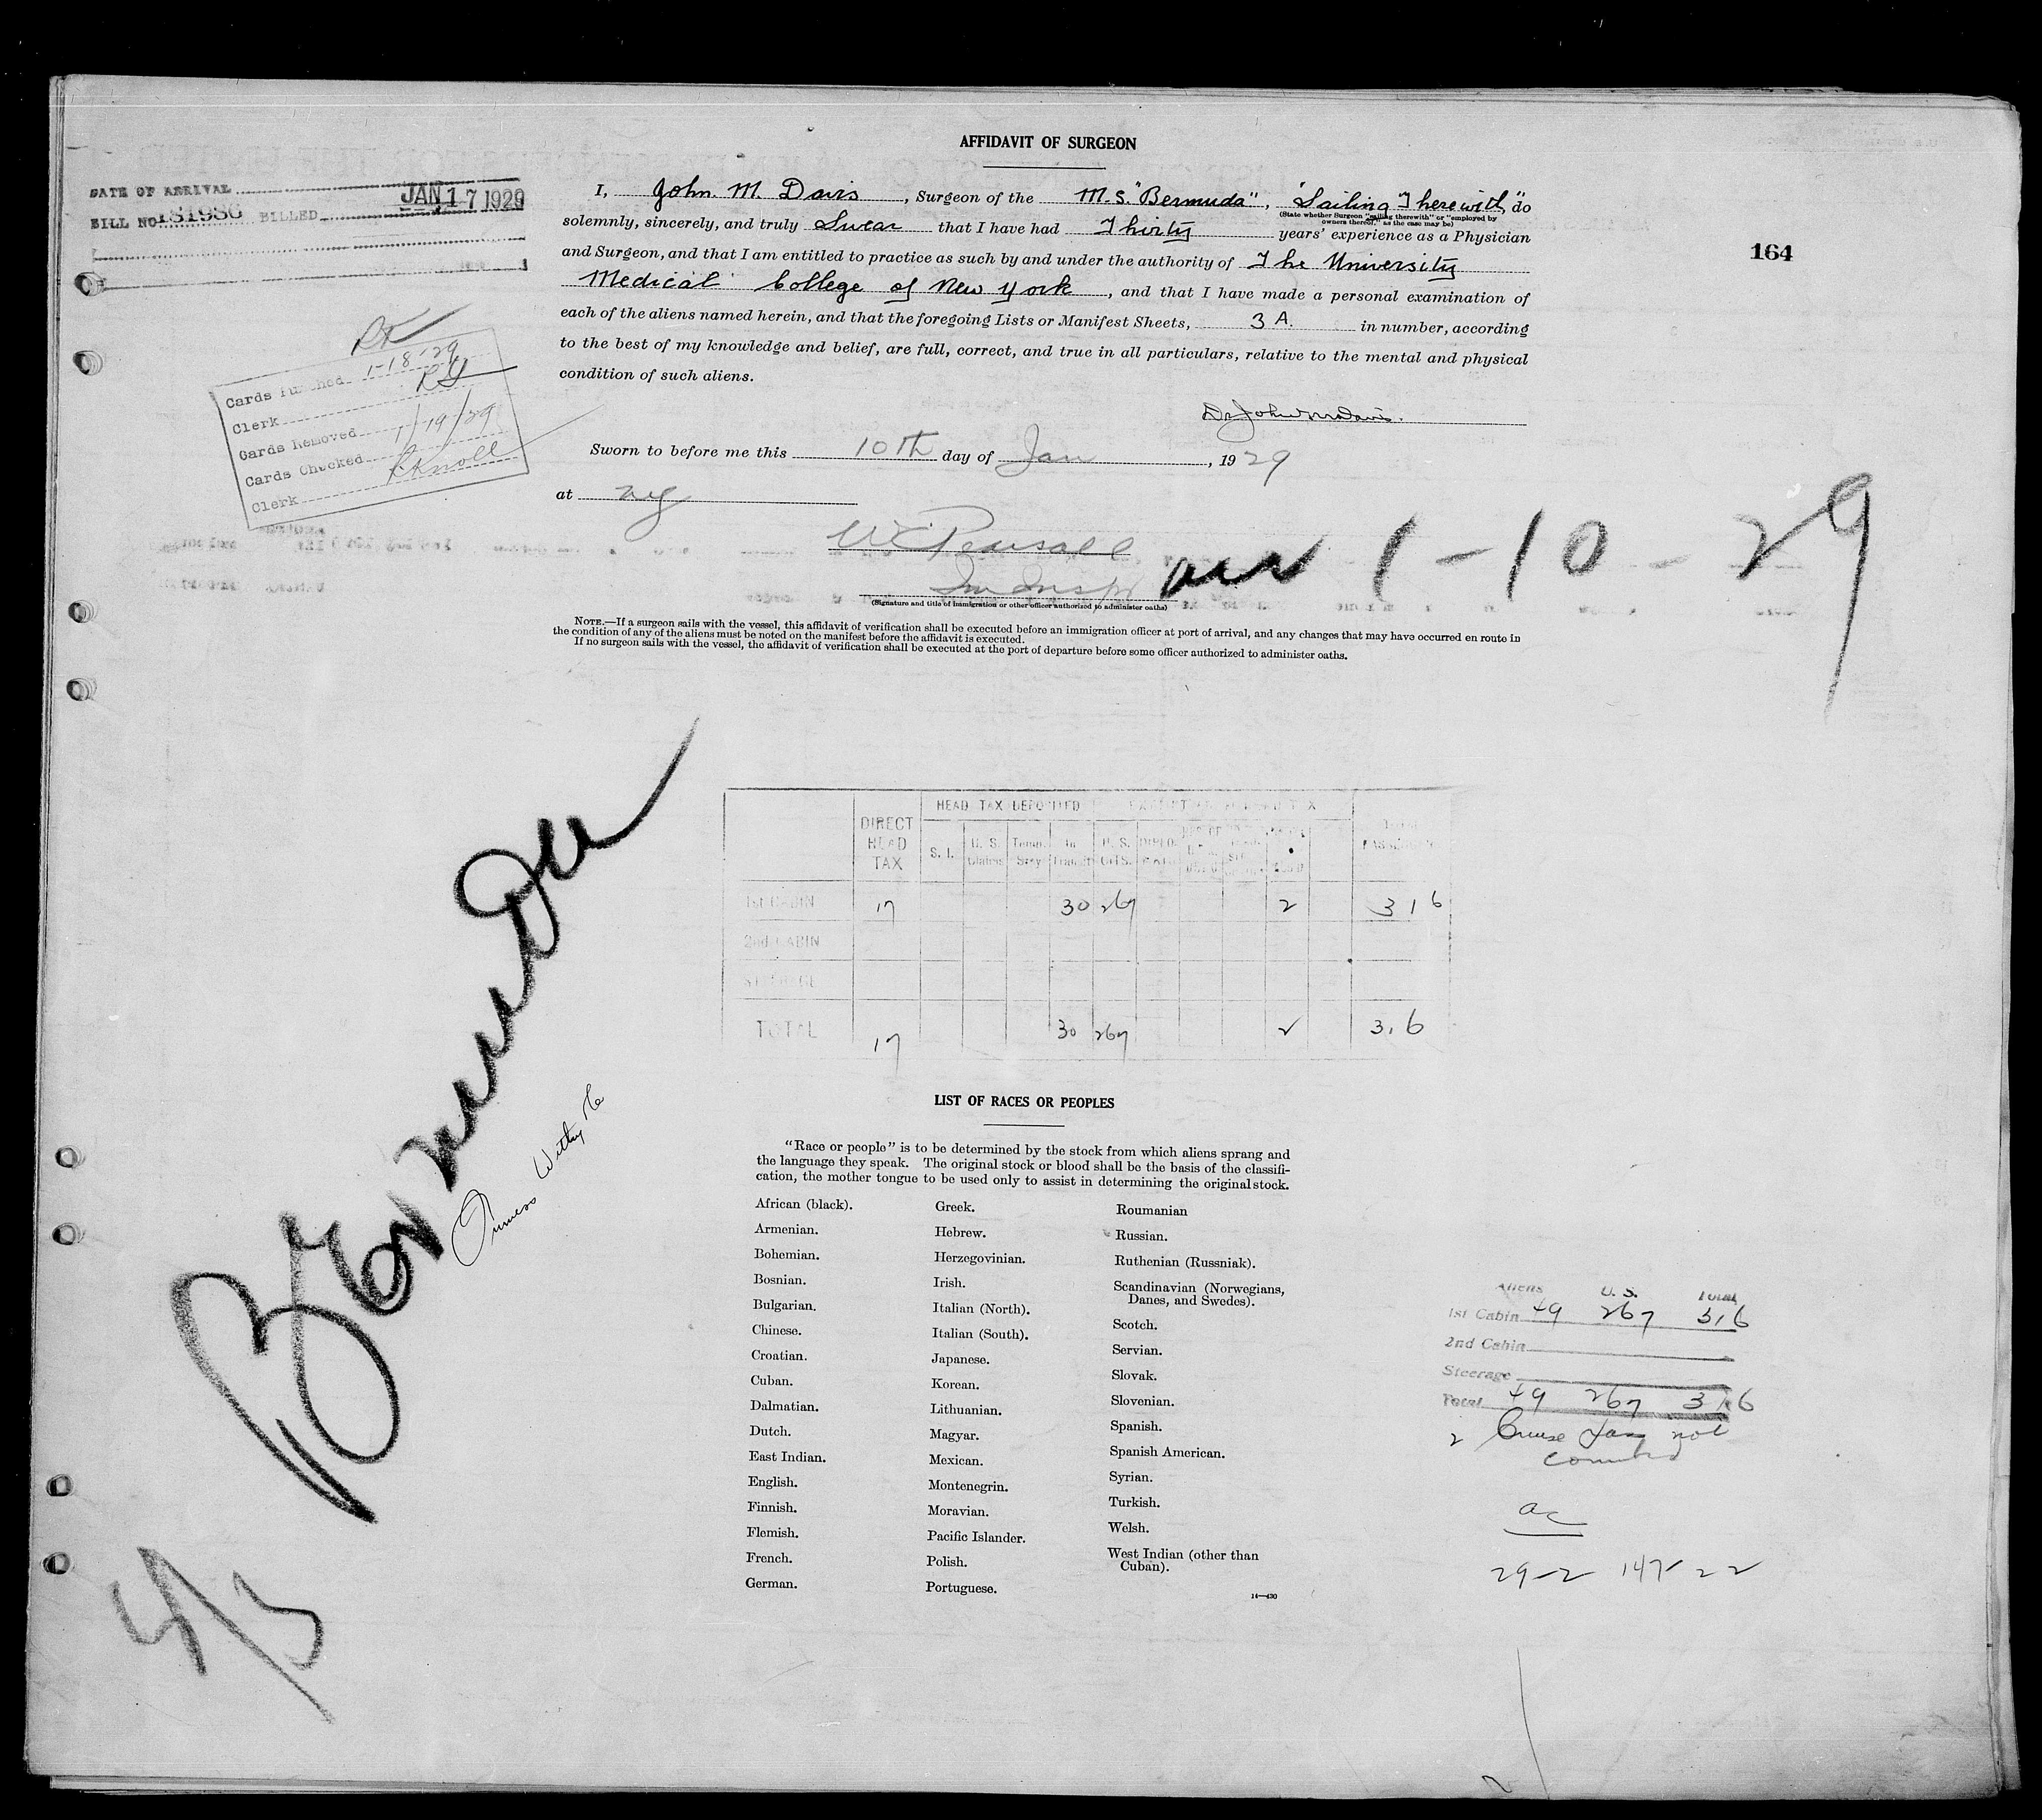 AFFIDAVIT OF SURGEON
DATE OF ARRIVAL JAN 17 1929
BILL NO. 181986 BILLED
164
I, John M. Davis, Surgeon of the M.S. "Bermuda", "Sailing Therewith," do
(State whether Surgeon "sailing therewith" or "employed by
owners thereof," as the case may be)
solemnly, sincerely, and truly Swear that I have had Thirty years' experience as a Physician
and Surgeon, and that I am entitled to practice as such by and under the authority of The University
Medical College of New York, and that I have made a personal examination of
each of the aliens named herein, and that the foregoing Lists or Manifest Sheets, 3 A. in number, according
to the best of my knowledge and belief, are full, correct, and true in all particulars, relative to the mental and physical
condition of such aliens.
Dr John M Davis.
Cards Furnished 1-18-29
Clerk
Cards Removed
Cards Checked 1/19/29
Clerk R Knoll
Sworn to before me this 10th day of Jan, 1929
at NY
W C Pearsall
Im Insp
arr 1-10-29
(Signature and title of immigration or other officer authorized to administer oaths)
NOTE.—If a surgeon sails with the vessel, this affidavit of verification shall be executed before an immigration officer at port of arrival, and any changes that may have occurred en route in
the condition of any of the aliens must be noted on the manifest before the affidavit is executed.
If no surgeon sails with the vessel, the affidavit of verification shall be executed at the port of departure before some officer authorized to administer oaths.
Bermuda
Furness Withy
HEAD TAX DEPOSITED
DIRECT HEAD TAX S. I. U. S. Temp. Stay In Transit U. S. CITS.
1st CABIN 17 30 267 2 316
2nd CABIN
STEERAGE
TOTAL 17 30 267 2 316
LIST OF RACES OR PEOPLES
"Race or people" is to be determined by the stock from which aliens sprang and
the language they speak. The original stock or blood shall be the basis of the classifi-
cation, the mother tongue to be used only to assist in determining the original stock.
African (black).
Armenian.
Bohemian.
Bosnian.
Bulgarian.
Chinese.
Croatian.
Cuban.
Dalmatian.
Dutch.
East Indian.
English.
Finnish.
Flemish.
French.
German.
Greek.
Hebrew.
Herzegovinian.
Irish.
Italian (North).
Italian (South).
Japanese.
Korean.
Lithuanian.
Magyar.
Mexican.
Montenegrin.
Moravian.
Pacific Islander.
Polish.
Portuguese.
Roumanian
Russian.
Ruthenian (Russniak).
Scandinavian (Norwegians,
Danes, and Swedes).
Scotch.
Servian.
Slovak.
Slovenian.
Spanish.
Spanish American.
Syrian.
Turkish.
Welsh.
West Indian (other than
Cuban).
14—430
Aliens U. S. Total
1st Cabin 49 267 316
2nd Cabin
Steerage
Total 49 267 316
2 Cruise not
counted
29-2 147-22